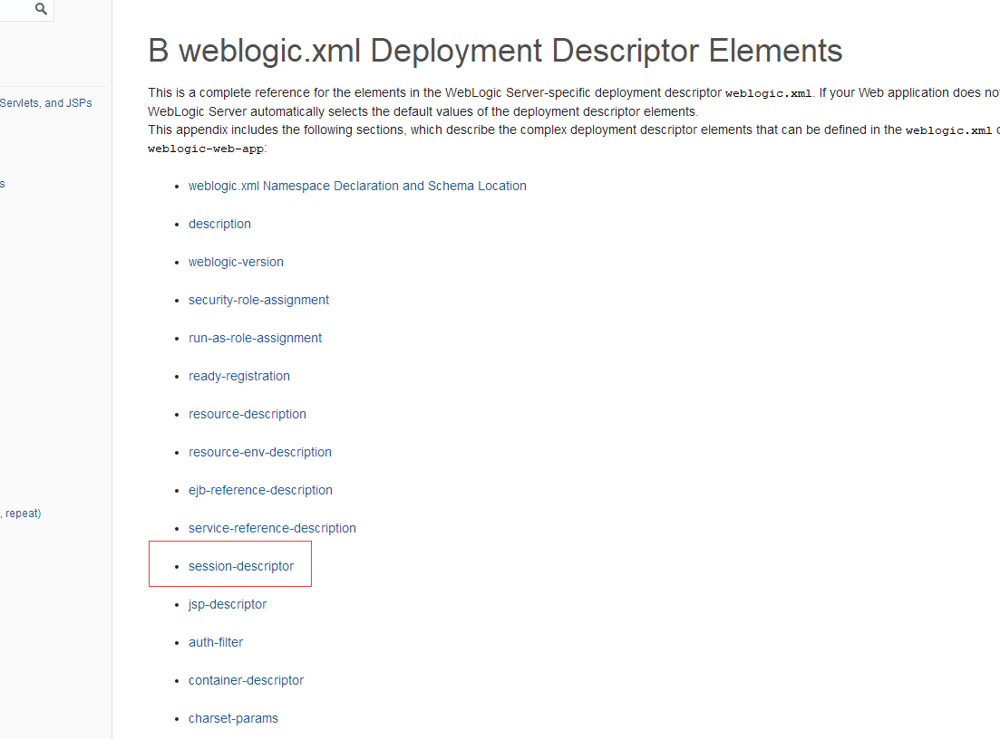 Servlets, and JSPs
s
, repeat)
B weblogic.xml Deployment Descriptor Elements
This is a complete reference for the elements in the WebLogic Server-specific deployment descriptor weblogic.xml. If your Web application does no
WebLogic Server automatically selects the default values of the deployment descriptor elements.
This appendix includes the following sections, which describe the complex deployment descriptor elements that can be defined in the weblogic.xml
weblogic-web-app:
• weblogic.xml Namespace Declaration and Schema Location
• description
• weblogic-version
• security-role-assignment
• run-as-role-assignment
• ready-registration
• resource-description
• resource-env-description
• ejb-reference-description
• service-reference-description
• session-descriptor
• jsp-descriptor
• auth-filter
• container-descriptor
• charset-params